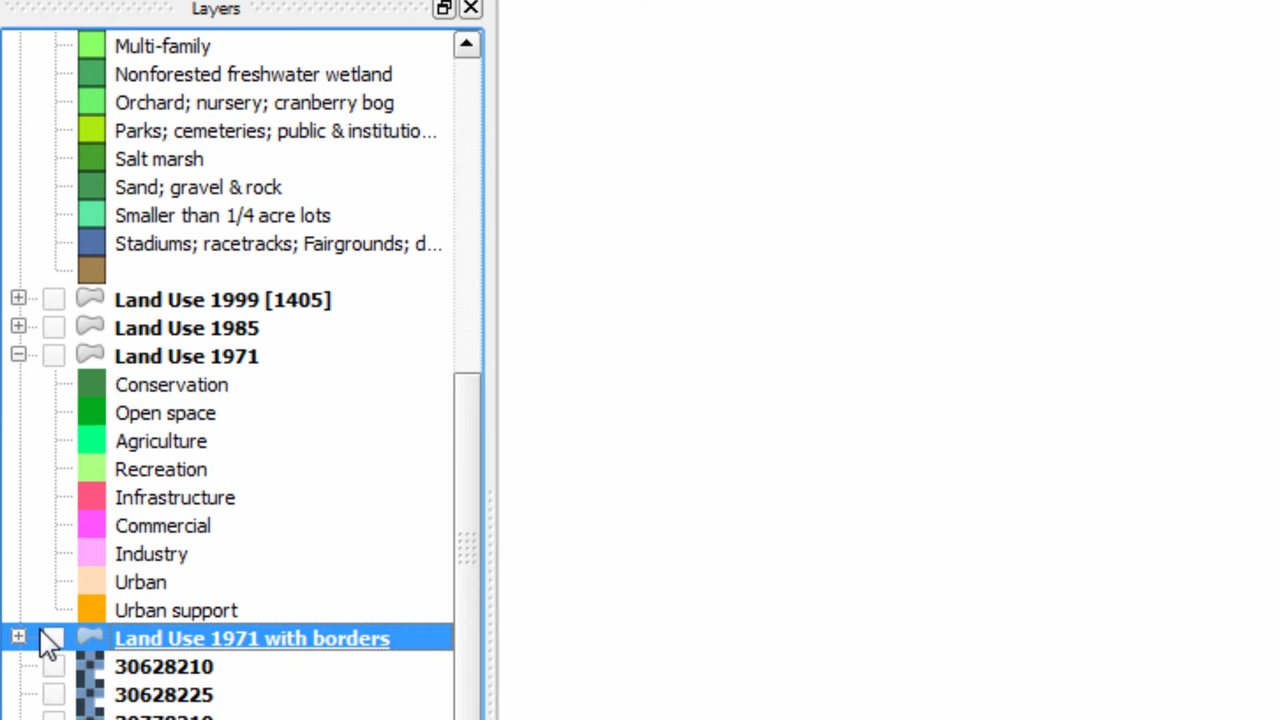 Layers
Multi-family
Nonforested freshwater wetland
Orchard; nursery; cranberry bog
Parks; cemeteries; public & institutio...
Salt marsh
Sand; gravel & rock
Smaller than 1/4 acre lots
Stadiums; racetracks; Fairgrounds; d...
Land Use 1999 [1405]
Land Use 1985
Land Use 1971
Conservation
Open space
Agriculture
Recreation
Infrastructure
Commercial
Industry
Urban
Urban support
Land Use 1971 with borders
30628210
30628225